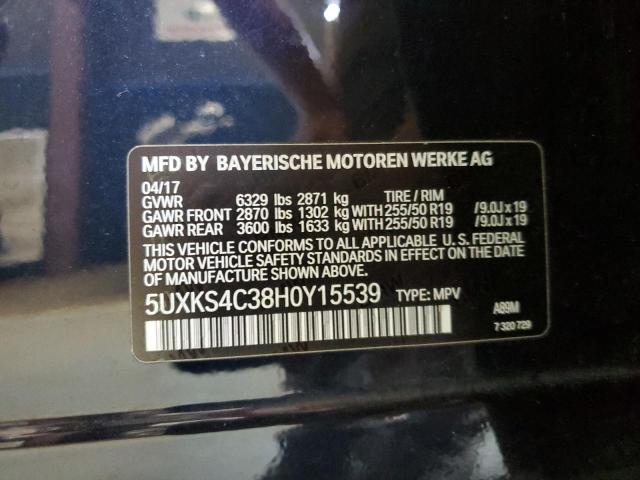 MFD BY BAYERISCHE MOTOREN WERKE AG
04/17
GVWR 6329 lbs 2871 kg TIRE / RIM
GAWR FRONT 2870 lbs 1302 kg WITH 255/50 R19 /9.0J x 19
GAWR REAR 3600 lbs 1633 kg WITH 255/50 R19 /9.0J x 19
THIS VEHICLE CONFORMS TO ALL APPLICABLE U. S. FEDERAL
MOTOR VEHICLE SAFETY STANDARDS IN EFFECT ON THE DATE
OF MANUFACTURE SHOWN ABOVE.
5UXKS4C38H0Y15539 TYPE: MPV
A89M
7 320 729